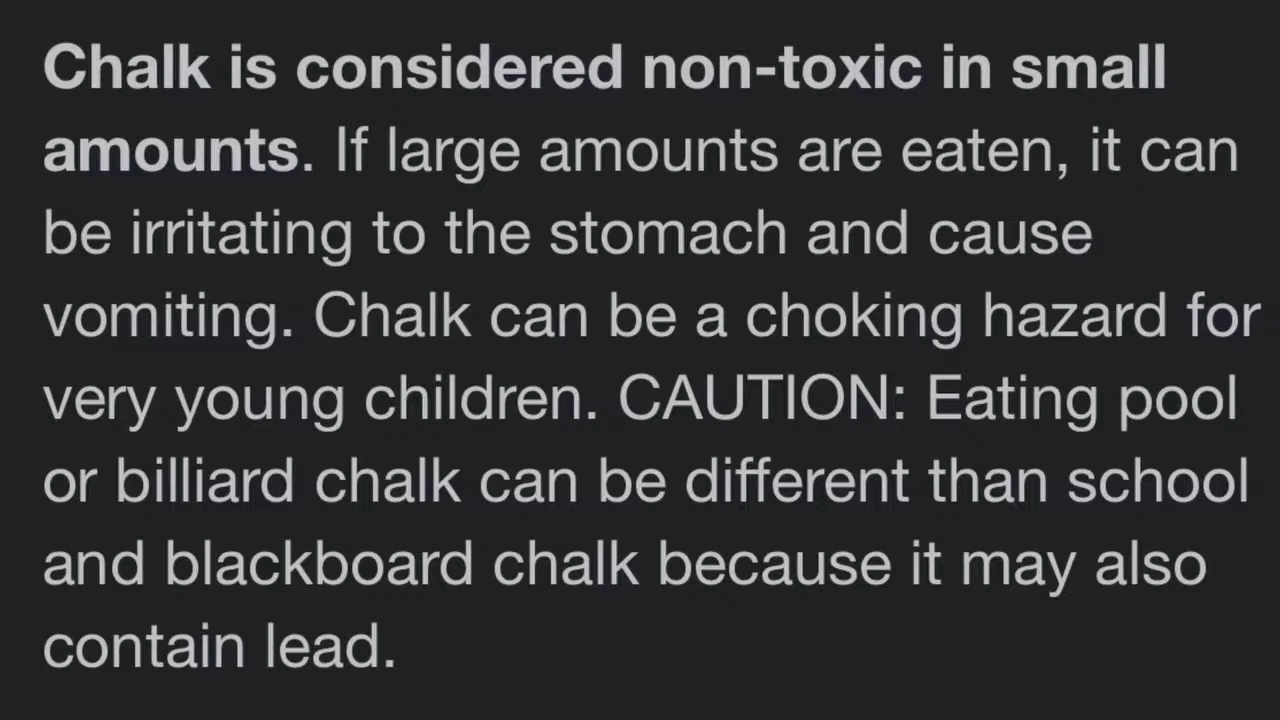 Chalk is considered non-toxic in small
amounts. If large amounts are eaten, it can
be irritating to the stomach and cause
vomiting. Chalk can be a choking hazard for
very young children. CAUTION: Eating pool
or billiard chalk can be different than school
and blackboard chalk because it may also
contain lead.